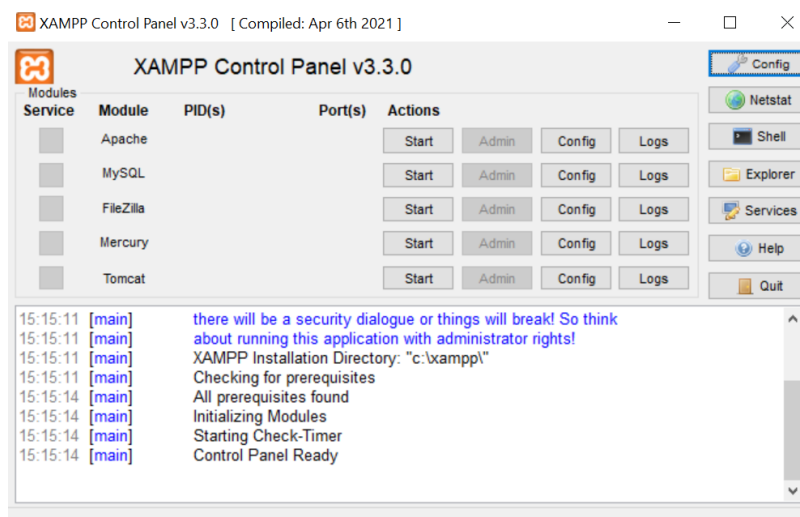 XAMPP Control Panel v3.3.0 [ Compiled: Apr 6th 2021 ]
XAMPP Control Panel v3.3.0
Config
Modules
Service Module PID(s) Port(s) Actions
Netstat
Apache Start Admin Config Logs
Shell
MySQL Start Admin Config Logs
Explorer
FileZilla Start Admin Config Logs
Services
Mercury Start Admin Config Logs
Help
Tomcat Start Admin Config Logs
Quit
15:15:11 [main] there will be a security dialogue or things will break! So think
15:15:11 [main] about running this application with administrator rights!
15:15:11 [main] XAMPP Installation Directory: "c:\xampp\"
15:15:11 [main] Checking for prerequisites
15:15:14 [main] All prerequisites found
15:15:14 [main] Initializing Modules
15:15:14 [main] Starting Check-Timer
15:15:14 [main] Control Panel Ready